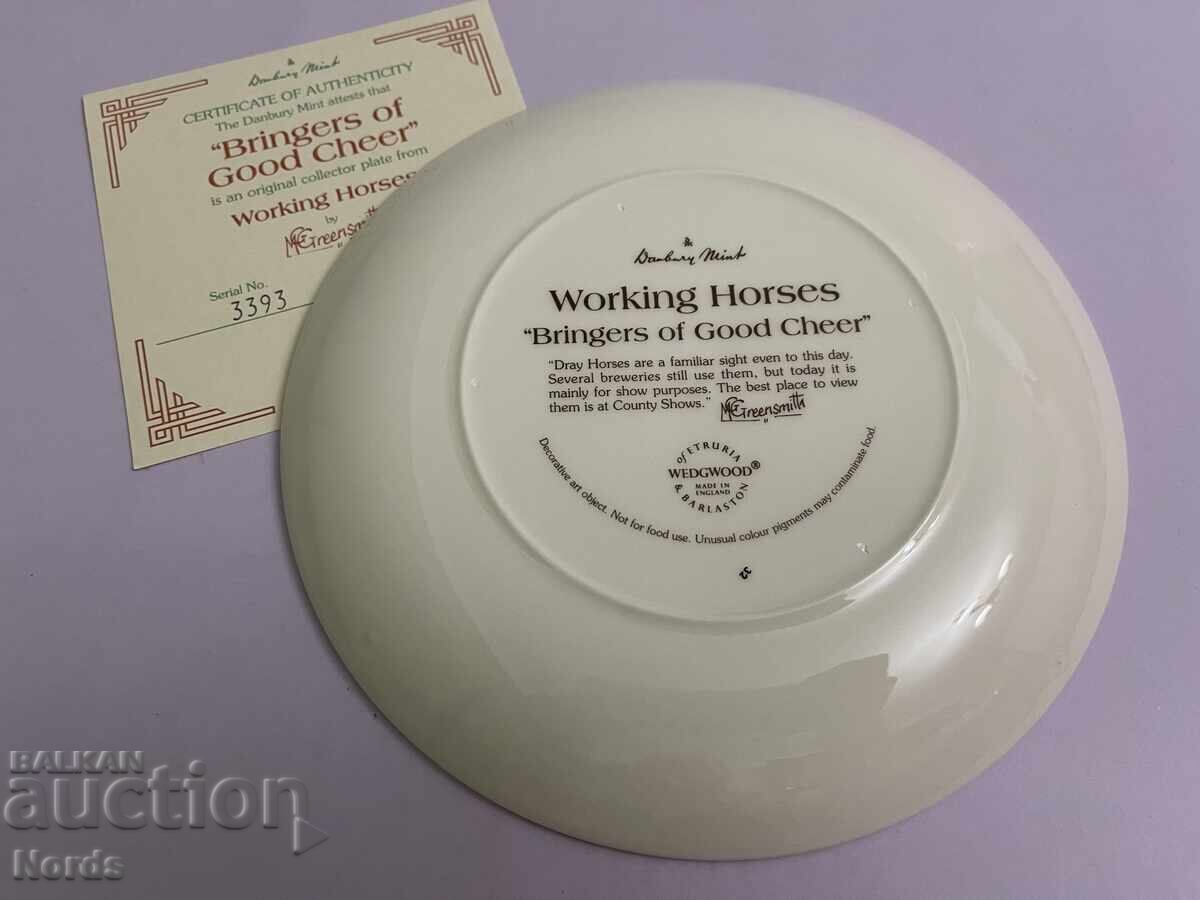 Danbury Mint
CERTIFICATE OF AUTHENTICITY
The Danbury Mint attests that
"Bringers of
Good Cheer"
is an original collector plate from
Working Horses
by
Greensmith
Serial No.
3393
Danbury Mint
Working Horses
"Bringers of Good Cheer"
"Dray Horses are a familiar sight even to this day.
Several breweries still use them, but today it is
mainly for show purposes. The best place to view
them is at County Shows." Greensmith
of ETRURIA
WEDGWOOD®
MADE IN
ENGLAND
& BARLASTON
Decorative art object. Not for food use. Unusual colour pigments may contaminate food.
32
BALKAN
auction
Nords